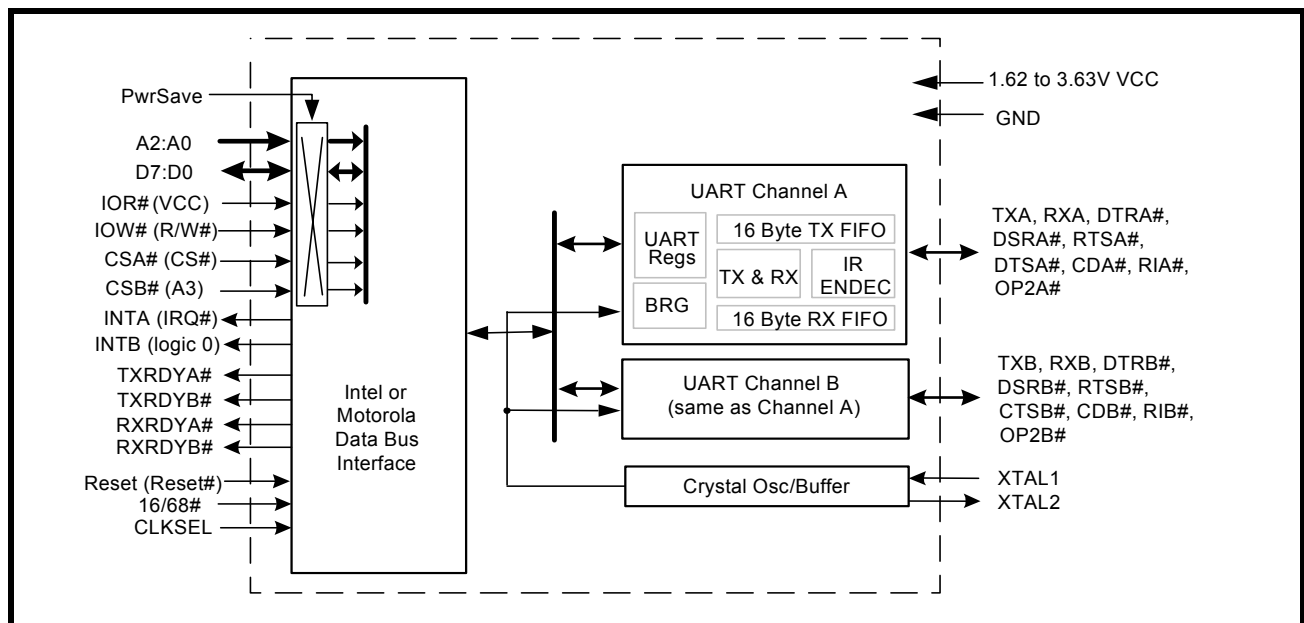 PwrSave
A2:A0
D7:D0
IOR# (VCC)
IOW# (R/W#)
CSA# (CS#)
CSB# (A3)
INTA (IRQ#)
INTB (logic 0)
TXRDYA#
TXRDYB#
RXRDYA#
RXRDYB#
Reset (Reset#)
16/68#
CLKSEL
Intel or
Motorola
Data Bus
Interface
UART Channel A
UART
Regs
BRG
16 Byte TX FIFO
TX & RX
IR
ENDEC
16 Byte RX FIFO
UART Channel B
(same as Channel A)
Crystal Osc/Buffer
1.62 to 3.63V VCC
GND
TXA, RXA, DTRA#,
DSRA#, RTSA#,
DTSA#, CDA#, RIA#,
OP2A#
TXB, RXB, DTRB#,
DSRB#, RTSB#,
CTSB#, CDB#, RIB#,
OP2B#
XTAL1
XTAL2